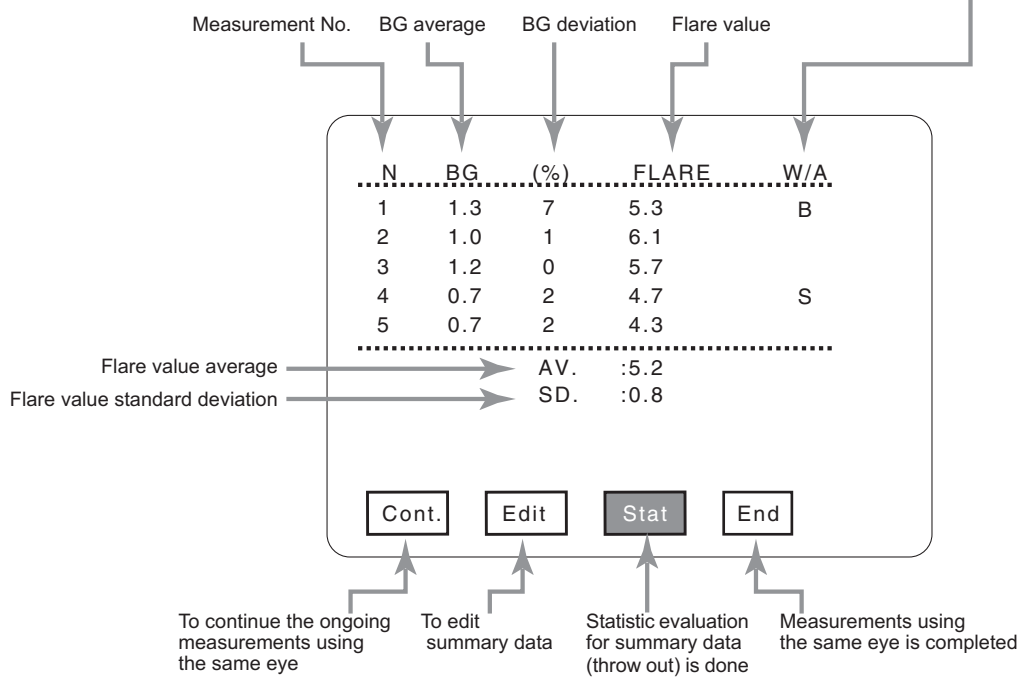 Measurement No. BG average BG deviation Flare value
N BG (%) FLARE W/A
1 1.3 7 5.3 B
2 1.0 1 6.1
3 1.2 0 5.7
4 0.7 2 4.7 S
5 0.7 2 4.3
Flare value average AV. :5.2
Flare value standard deviation SD. :0.8
Cont. Edit Stat End
To continue the ongoing
measurements using
the same eye
To edit
summary data
Statistic evaluation
for summary data
(throw out) is done
Measurements using
the same eye is completed